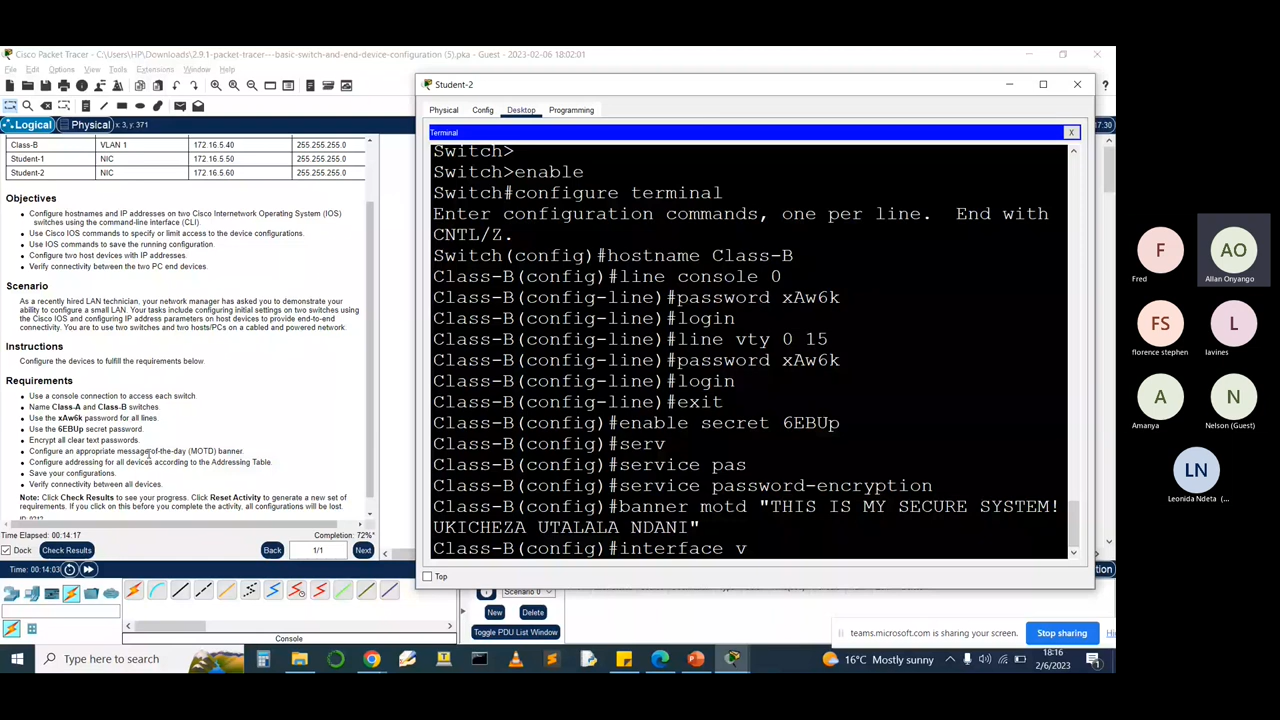 Cisco Packet Tracer - C:\Users\HP\Downloads\2.9.1-packet-tracer---basic-switch-and-end-device-configuration (5).pka - Guest - 2023-02-06 18:02:01
File Edit Options View Tools Extensions Window Help
Logical Physical x: 3, y: 371
17:30
Class-B VLAN 1 172.16.5.40 255.255.255.0
Student-1 NIC 172.16.5.50 255.255.255.0
Student-2 NIC 172.16.5.60 255.255.255.0
Objectives
Configure hostnames and IP addresses on two Cisco Internetwork Operating System (IOS)
switches using the command-line interface (CLI).
Use Cisco IOS commands to specify or limit access to the device configurations.
Use IOS commands to save the running configuration.
Configure two host devices with IP addresses.
Verify connectivity between the two PC end devices.
Scenario
As a recently hired LAN technician, your network manager has asked you to demonstrate your
ability to configure a small LAN. Your tasks include configuring initial settings on two switches
using the Cisco IOS and configuring IP address parameters on host devices to provide end-to-end
connectivity. You are to use two switches and two hosts/PCs on a cabled and powered network.
Instructions
Configure the devices to fulfill the requirements below.
Requirements
Use a console connection to access each switch.
Name Class-A and Class-B switches
Use the xAw6k password for all lines.
Use the 6EBUp secret password.
Encrypt all clear text passwords.
Configure an appropriate message-of-the-day (MOTD) banner.
Configure addressing for all devices according to the Addressing Table.
Save your configurations.
Verify connectivity between all devices.
Note: Click Check Results to see your progress. Click Reset Activity to generate a new set of
requirements. If you click on this before you complete the activity, all configurations will be lost.
Time Elapsed: 00:14:17 Completion: 72%
Dock Check Results Back 1/1 Next
Time: 00:14:03
Console
Student-2
Physical Config Desktop Programming
Terminal X
Switch>
Switch>enable
Switch#configure terminal
Enter configuration commands, one per line. End with
CNTL/Z.
Switch(config)#hostname Class-B
Class-B(config)#line console 0
Class-B(config-line)#password xAw6k
Class-B(config-line)#login
Class-B(config-line)#line vty 0 15
Class-B(config-line)#password xAw6k
Class-B(config-line)#login
Class-B(config-line)#exit
Class-B(config)#enable secret 6EBUp
Class-B(config)#serv
Class-B(config)#service pas
Class-B(config)#service password-encryption
Class-B(config)#banner motd "THIS IS MY SECURE SYSTEM!
UKICHEZA UTALALA NDANI"
Class-B(config)#interface v
Top
Scenario 0
New Delete
Toggle PDU List Window
teams.microsoft.com is sharing your screen. Stop sharing
Type here to search
16°C Mostly sunny
18:16
2/6/2023
1
F
Fred
AO
Allan Onyango
FS
florence stephen
L
lavines
A
Amanya
N
Nelson (Guest)
LN
Leonida Ndeta (...